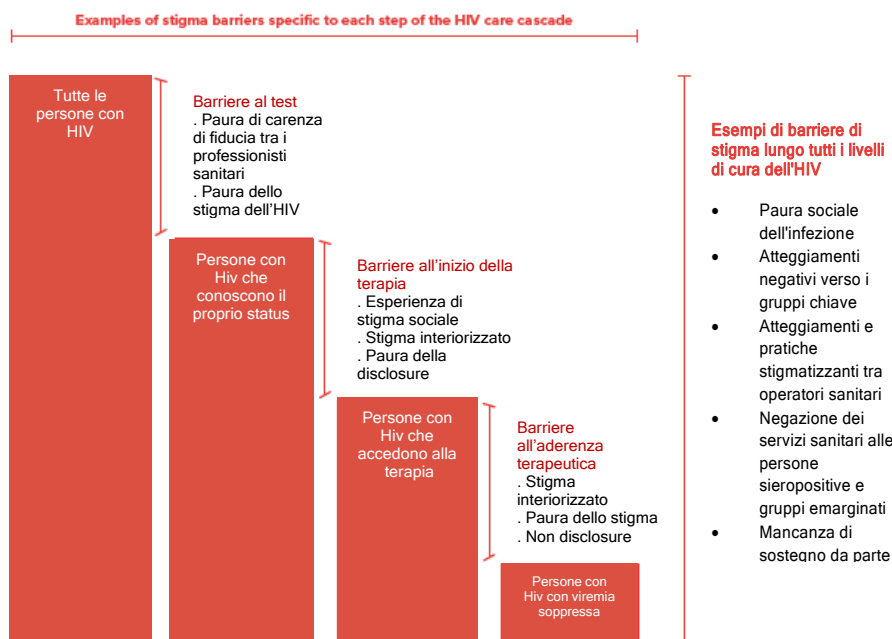 Examples of stigma barriers specific to each step of the HIV care cascade
Tutte le
persone con
HIV
Barriere al test
. Paura di carenza
di fiducia tra i
professionisti
sanitari
. Paura dello
stigma dell’HIV
Persone con
Hiv che
conoscono il
proprio status
Barriere all’inizio della
terapia
. Esperienza di
stigma sociale
. Stigma interiorizzato
. Paura della
disclosure
Persone con
Hiv che
accedono alla
terapia
Barriere
all’aderenza
terapeutica
. Stigma
interiorizzato
. Paura dello stigma
. Non disclosure
Persone con
Hiv con viremia
soppressa
Esempi di barriere di
stigma lungo tutti i livelli
di cura dell'HIV
• Paura sociale
dell'infezione
• Atteggiamenti
negativi verso i
gruppi chiave
• Atteggiamenti e
pratiche
stigmatizzanti tra
operatori sanitari
• Negazione dei
servizi sanitari alle
persone
sieropositive e
gruppi emarginati
• Mancanza di
sostegno da parte